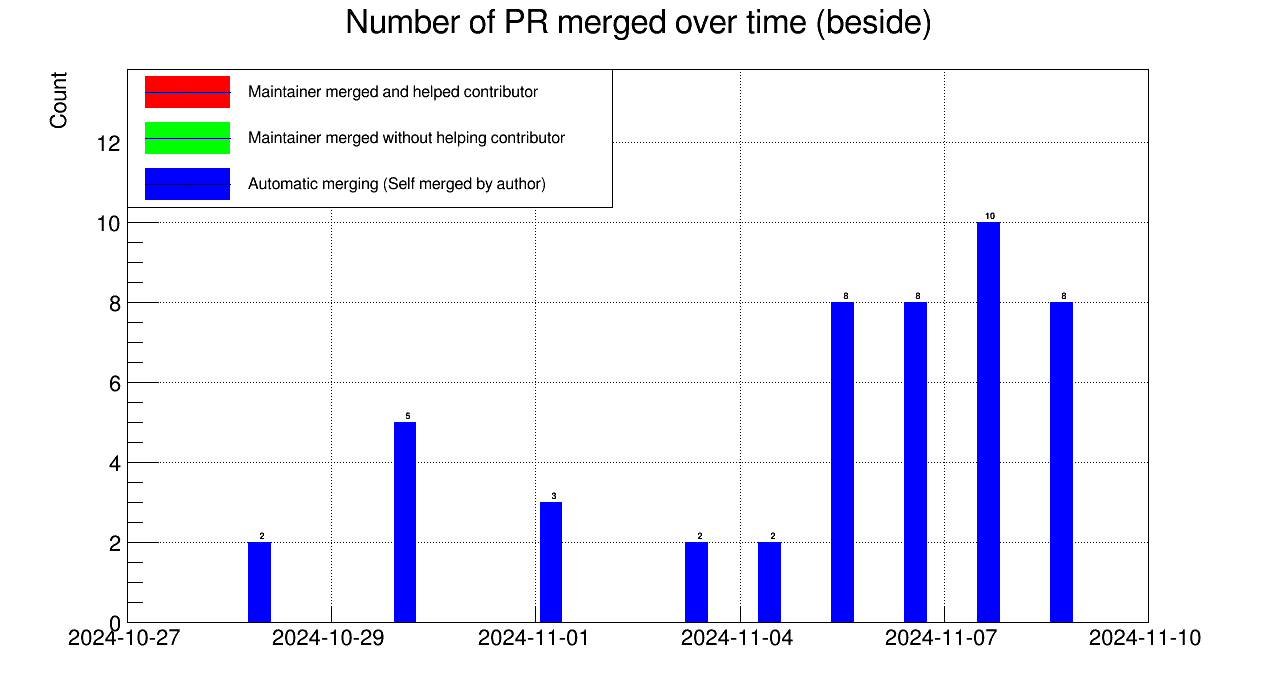 Number of PR merged over time (beside)
Count
Maintainer merged and helped contributor
Maintainer merged without helping contributor
Automatic merging (Self merged by author)
12
10
8
6
4
2
0
2
5
3
2
2
8
8
10
8
2024-10-27 2024-10-29 2024-11-01 2024-11-04 2024-11-07 2024-11-10